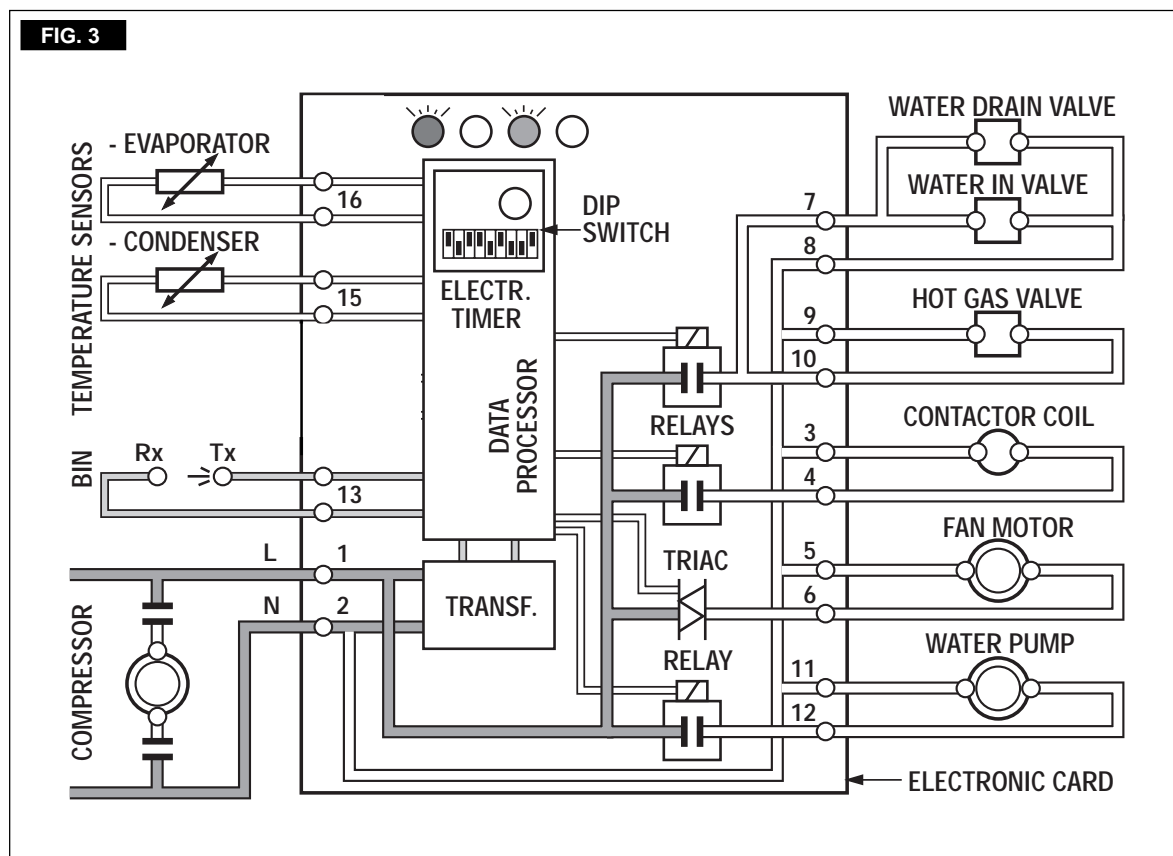 FIG. 3
TEMPERATURE SENSORS
- EVAPORATOR
16
- CONDENSER
15
BIN
Rx
Tx
13
L
1
N
2
COMPRESSOR
DIP
SWITCH
ELECTR.
TIMER
DATA
PROCESSOR
TRANSF.
RELAYS
TRIAC
RELAY
WATER DRAIN VALVE
WATER IN VALVE
7
8
HOT GAS VALVE
9
10
CONTACTOR COIL
3
4
FAN MOTOR
5
6
WATER PUMP
11
12
ELECTRONIC CARD